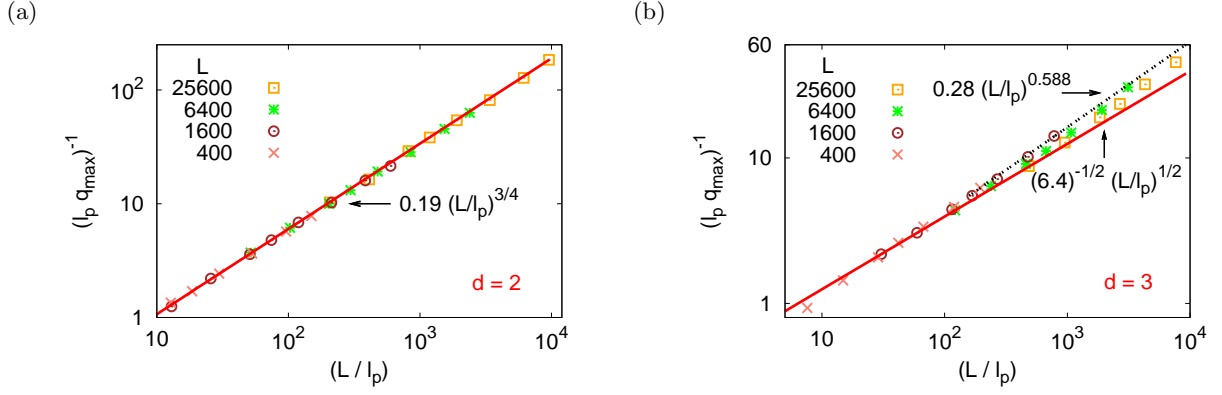 (a)
(l_p q_max)^-1
10^2
10
1
L
25600
6400
1600
400
0.19 (L/l_p)^3/4
d = 2
10 10^2 10^3 10^4
(L / l_p)
(b)
(l_p q_max)^-1
60
10
1
L
25600
6400
1600
400
0.28 (L/l_p)^0.588
(6.4)^-1/2 (L/l_p)^1/2
d = 3
10 10^2 10^3 10^4
(L / l_p)